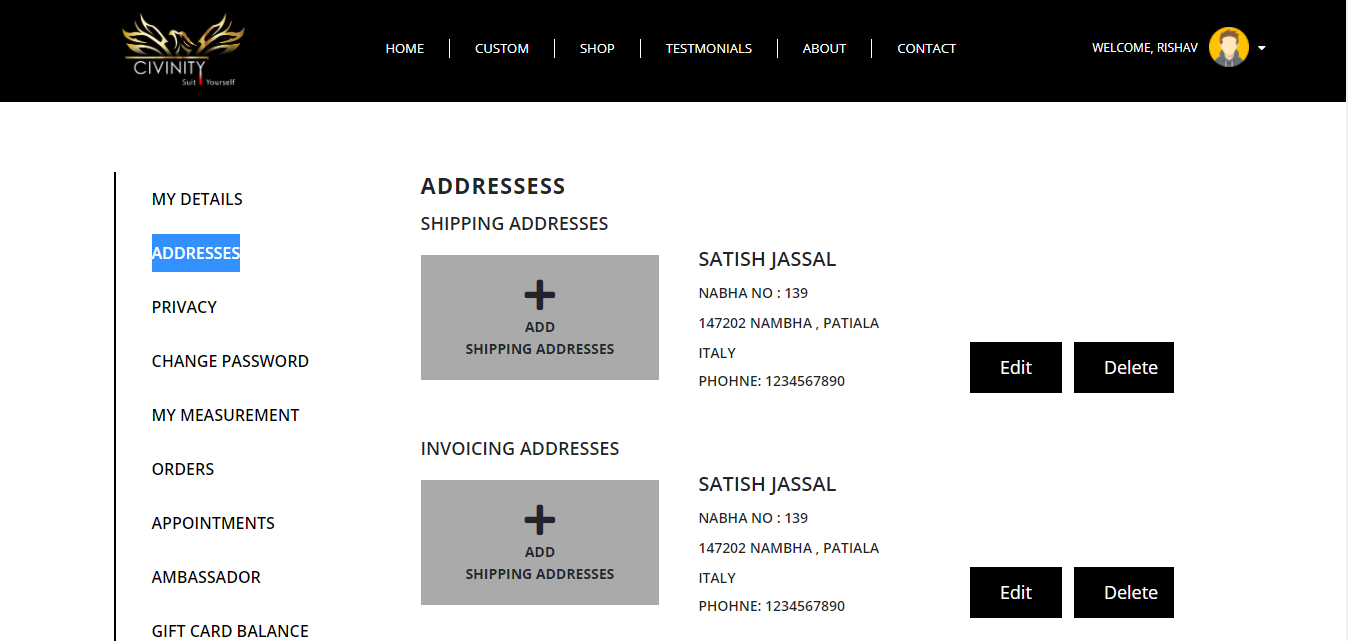 CIVINITY
Suit Yourself
HOME
CUSTOM
SHOP
TESTMONIALS
ABOUT
CONTACT
WELCOME, RISHAV
MY DETAILS
ADDRESSES
PRIVACY
CHANGE PASSWORD
MY MEASUREMENT
ORDERS
APPOINTMENTS
AMBASSADOR
GIFT CARD BALANCE
ADDRESSESS
SHIPPING ADDRESSES
ADD
SHIPPING ADDRESSES
SATISH JASSAL
NABHA NO : 139
147202 NAMBHA , PATIALA
ITALY
PHOHNE: 1234567890
Edit
Delete
INVOICING ADDRESSES
ADD
SHIPPING ADDRESSES
SATISH JASSAL
NABHA NO : 139
147202 NAMBHA , PATIALA
ITALY
PHOHNE: 1234567890
Edit
Delete